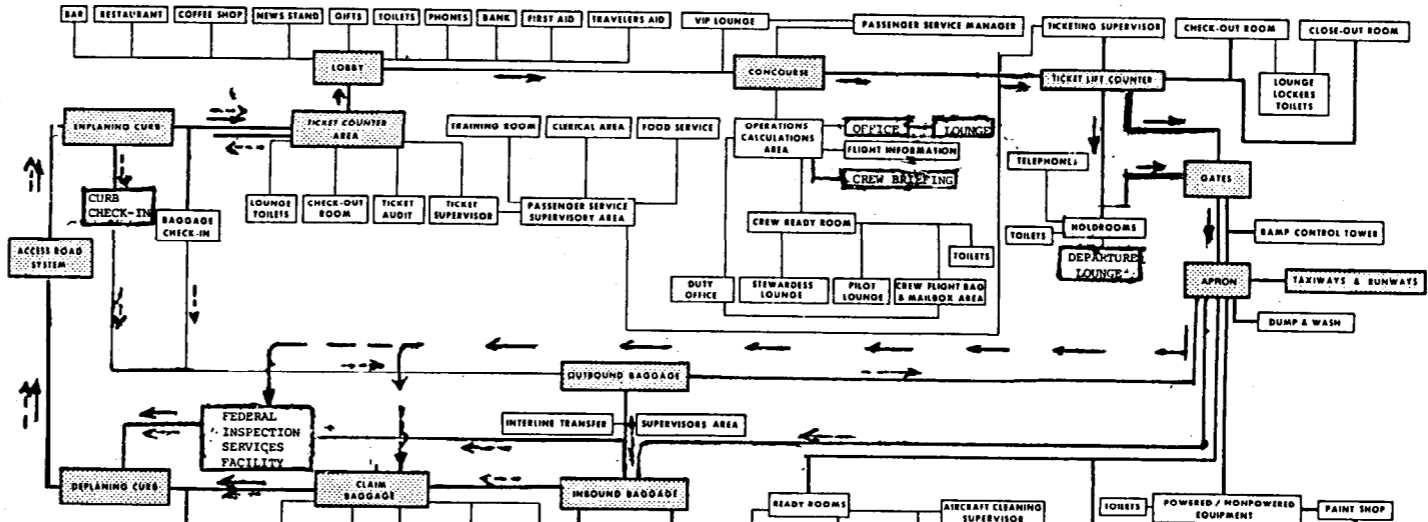 BAR
RESTAURANT
COFFEE SHOP
NEWS STAND
GIFTS
TOILETS
PHONES
BANK
FIRST AID
TRAVELERS AID
VIP LOUNGE
PASSENGER SERVICE MANAGER
TICKETING SUPERVISOR
CHECK-OUT ROOM
CLOSE-OUT ROOM
LOBBY
CONCOURSE
TICKET LIFT COUNTER
LOUNGE
LOCKERS
TOILETS
ENPLANING CURB
TICKET COUNTER
AREA
TRAINING ROOM
CLERICAL AREA
FOOD SERVICE
OPERATIONS
CALCULATIONS
AREA
OFFICE
LOUNGE
FLIGHT INFORMATION
CREW BRIEFING
TELEPHONES
GATES
CURB
CHECK-IN
BAGGAGE
CHECK-IN
LOUNGE
TOILETS
CHECK-OUT
ROOM
TICKET
AUDIT
TICKET
SUPERVISOR
PASSENGER SERVICE
SUPERVISORY AREA
CREW READY ROOM
TOILETS
TOILETS
HOLDROOMS
RAMP CONTROL TOWER
ACCESS ROAD
SYSTEM
DEPARTURE
LOUNGE
DUTY
OFFICE
STEWARDESS
LOUNGE
PILOT
LOUNGE
CREW FLIGHT BAG
& MAILBOX AREA
APRON
TAXIWAYS & RUNWAYS
DUMP & WASH
OUTBOUND BAGGAGE
FEDERAL
INSPECTION
SERVICES
FACILITY
INTERLINE TRANSFER
SUPERVISORS AREA
DEPLANING CURB
CLAIM
BAGGAGE
INBOUND BAGGAGE
READY ROOMS
AIRCRAFT CLEANING
SUPERVISOR
TOILETS
POWERED / NONPOWERED
EQUIPMENT
PAINT SHOP